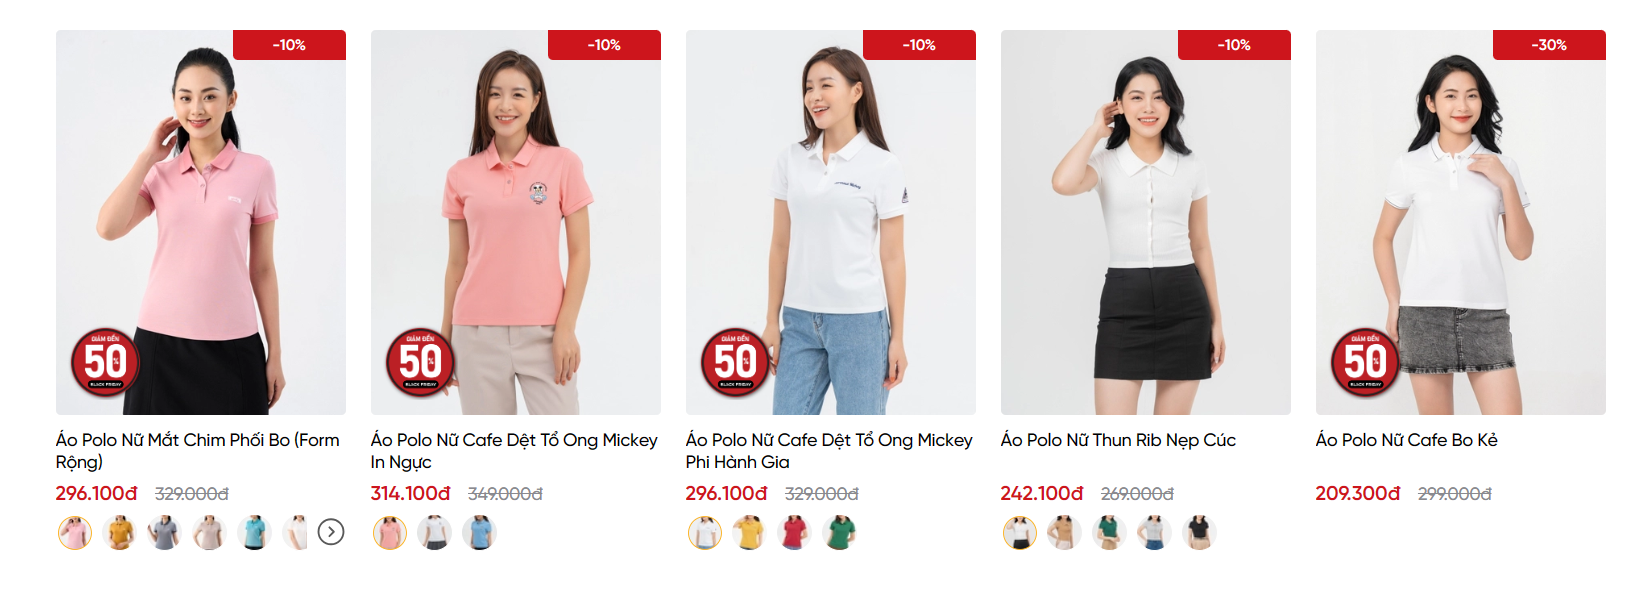 -10%
-10%
-10%
-10%
-30%
GIẢM ĐẾN
50%
BLACK FRIDAY
GIẢM ĐẾN
50%
BLACK FRIDAY
GIẢM ĐẾN
50%
BLACK FRIDAY
GIẢM ĐẾN
50%
BLACK FRIDAY
Áo Polo Nữ Mắt Chim Phối Bo (Form
Rộng)
296.100đ 329.000đ
Áo Polo Nữ Cafe Dệt Tổ Ong Mickey
In Ngực
314.100đ 349.000đ
Áo Polo Nữ Cafe Dệt Tổ Ong Mickey
Phi Hành Gia
296.100đ 329.000đ
Áo Polo Nữ Thun Rib Nẹp Cúc
242.100đ 269.000đ
Áo Polo Nữ Cafe Bo Kẻ
209.300đ 299.000đ